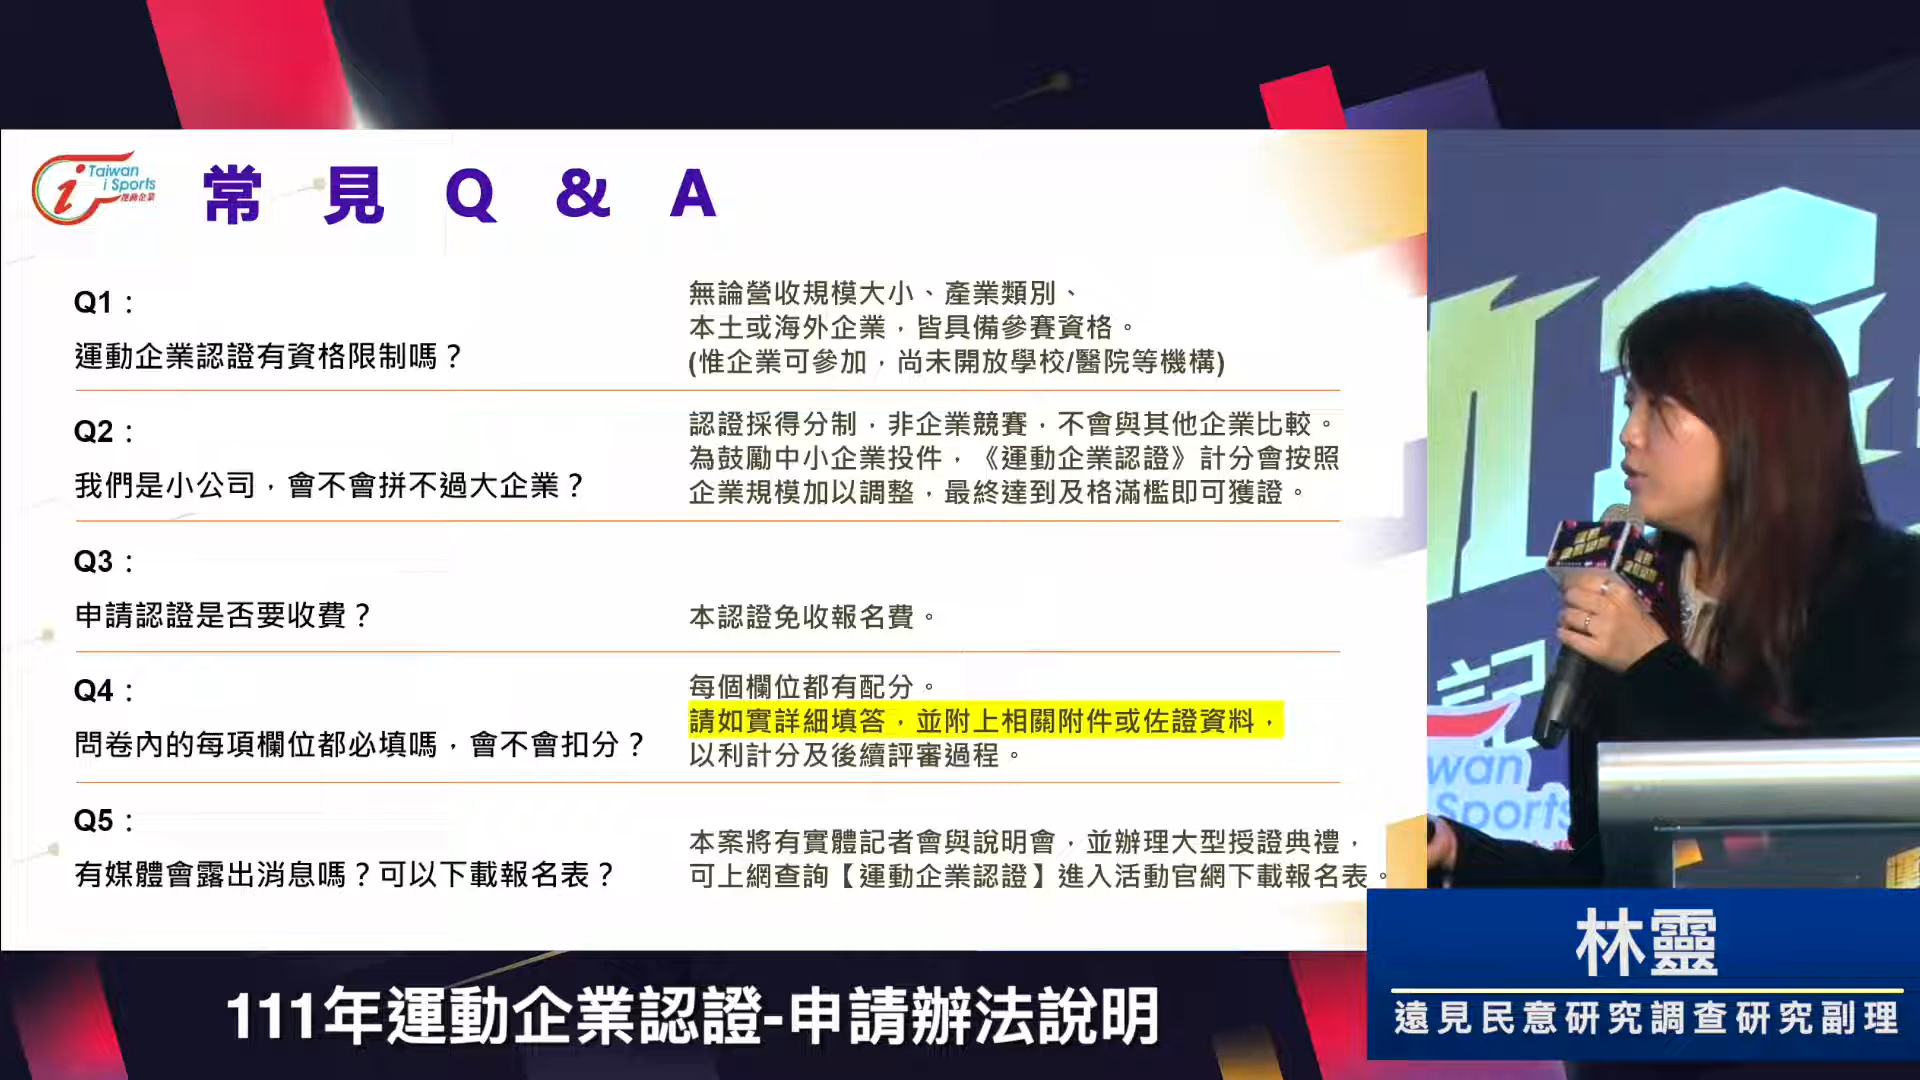 Taiwan
i Sports
運動企業
常見Q&A
Q1：
運動企業認證有資格限制嗎？
無論營收規模大小、產業類別、
本土或海外企業，皆具備參賽資格。
(惟企業可參加，尚未開放學校/醫院等機構)
Q2：
我們是小公司，會不會拼不過大企業？
認證採得分制，非企業競賽，不會與其他企業比較。
為鼓勵中小企業投件，《運動企業認證》計分會按照
企業規模加以調整，最終達到及格滿檻即可獲證。
Q3：
申請認證是否要收費？
本認證免收報名費。
Q4：
問卷內的每項欄位都必填嗎，會不會扣分？
每個欄位都有配分。
請如實詳細填答，並附上相關附件或佐證資料，
以利計分及後續評審過程。
Q5：
有媒體會露出消息嗎？可以下載報名表？
本案將有實體記者會與說明會，並辦理大型授證典禮，
可上網查詢【運動企業認證】進入活動官網下載報名表。
記
iwan
Sports
林靈
遠見民意研究調查研究副理
111年運動企業認證-申請辦法說明